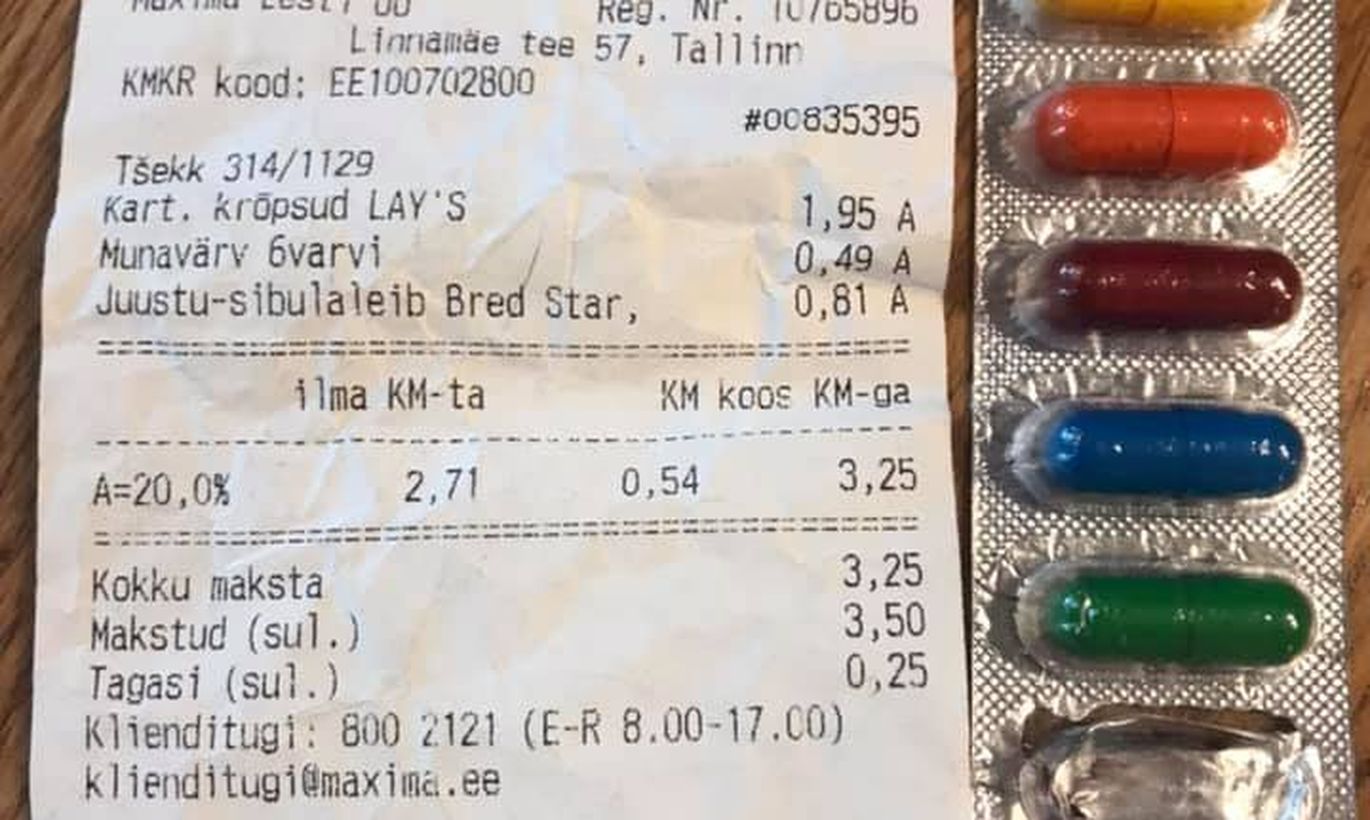 Maxima Eesti OÜ Reg. Nr. 10765896
Linnamäe tee 57, Tallinn
KMKR kood: EE100702800
#00835395
Tšekk 314/1129
Kart. krõpsud LAY'S 1,95 A
Munavärv 6varvi 0,49 A
Juustu-sibulaleib Bred Star, 0,81 A
ilma KM-ta KM koos KM-ga
A=20,0% 2,71 0,54 3,25
Kokku maksta 3,25
Makstud (sul.) 3,50
Tagasi (sul.) 0,25
Klienditugi: 800 2121 (E-R 8.00-17.00)
klienditugi@maxima.ee